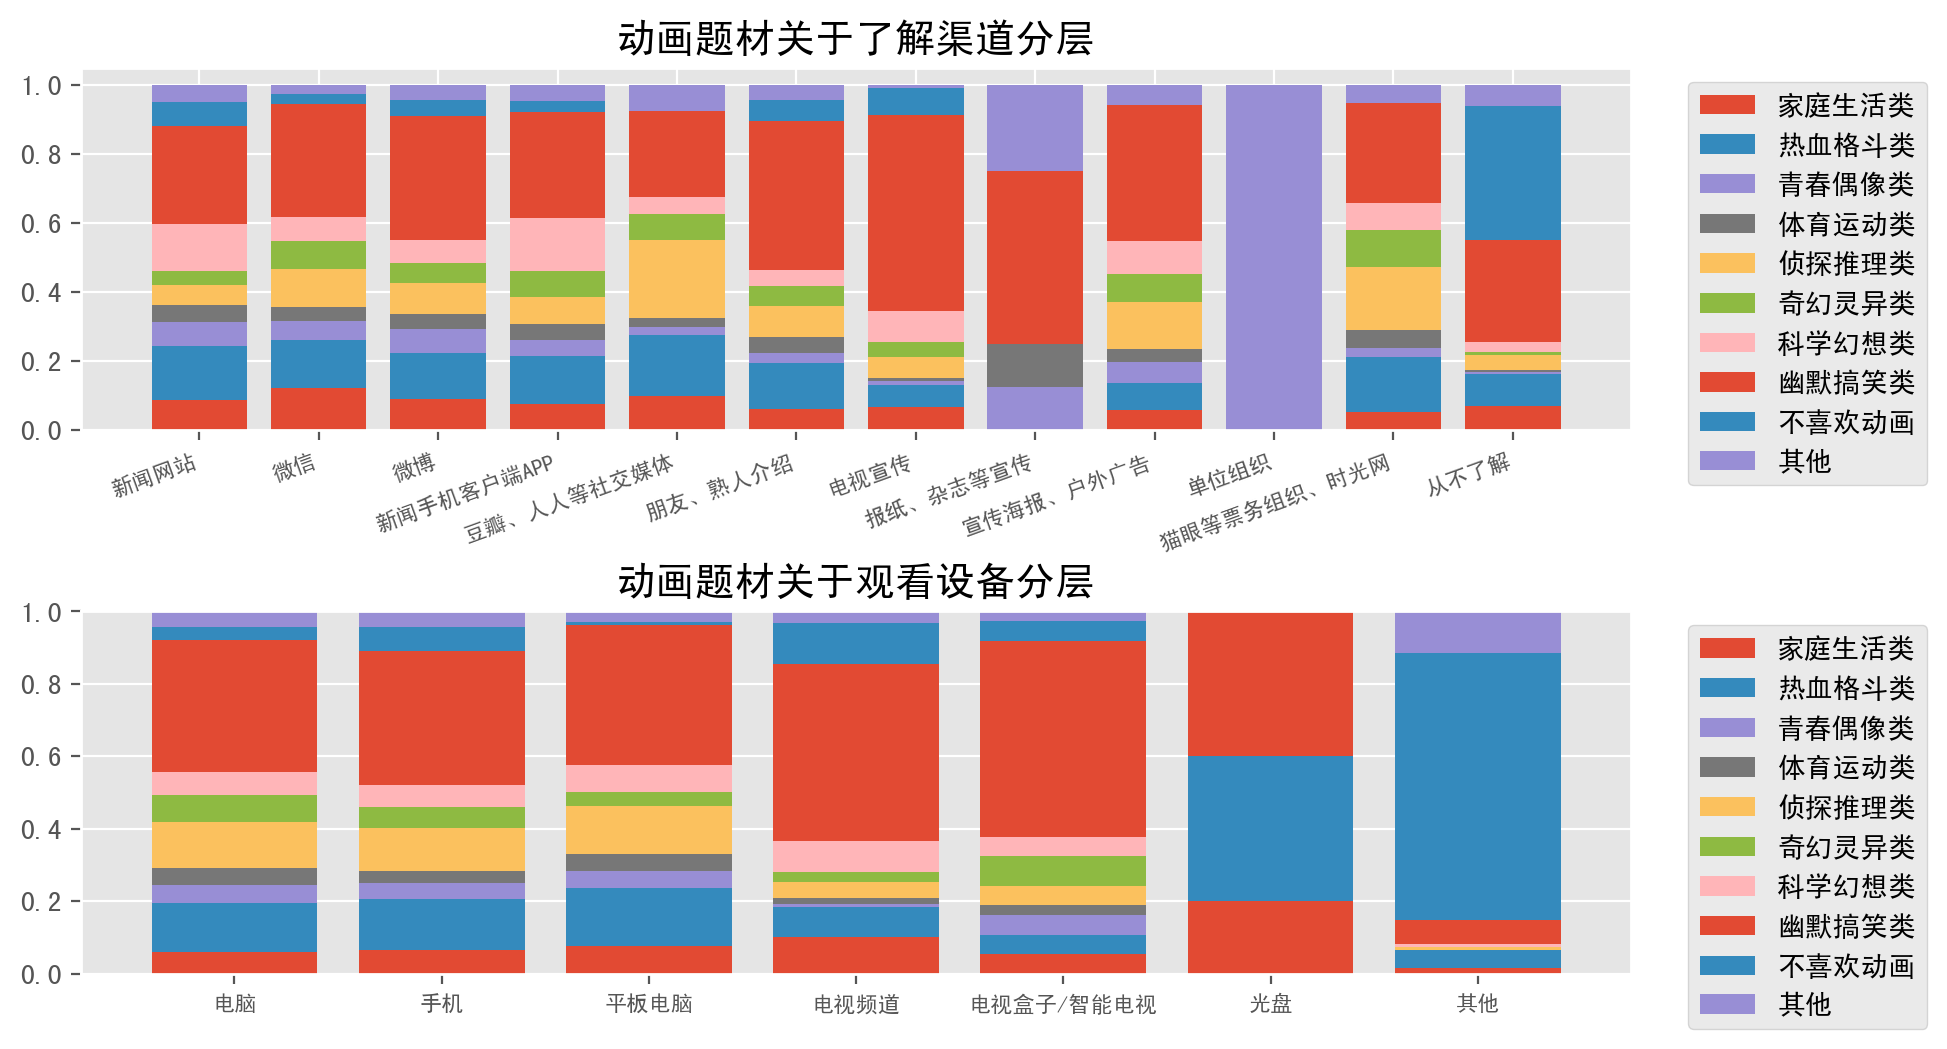 动画题材关于了解渠道分层
1.0
0.8
0.6
0.4
0.2
0.0
新闻网站
微信
微博
新闻手机客户端APP
豆瓣、人人等社交媒体
朋友、熟人介绍
电视宣传
报纸、杂志等宣传
宣传海报、户外广告
单位组织
猫眼等票务组织、时光网
从不了解
家庭生活类
热血格斗类
青春偶像类
体育运动类
侦探推理类
奇幻灵异类
科学幻想类
幽默搞笑类
不喜欢动画
其他
动画题材关于观看设备分层
1.0
0.8
0.6
0.4
0.2
0.0
电脑
手机
平板电脑
电视频道
电视盒子/智能电视
光盘
其他
家庭生活类
热血格斗类
青春偶像类
体育运动类
侦探推理类
奇幻灵异类
科学幻想类
幽默搞笑类
不喜欢动画
其他